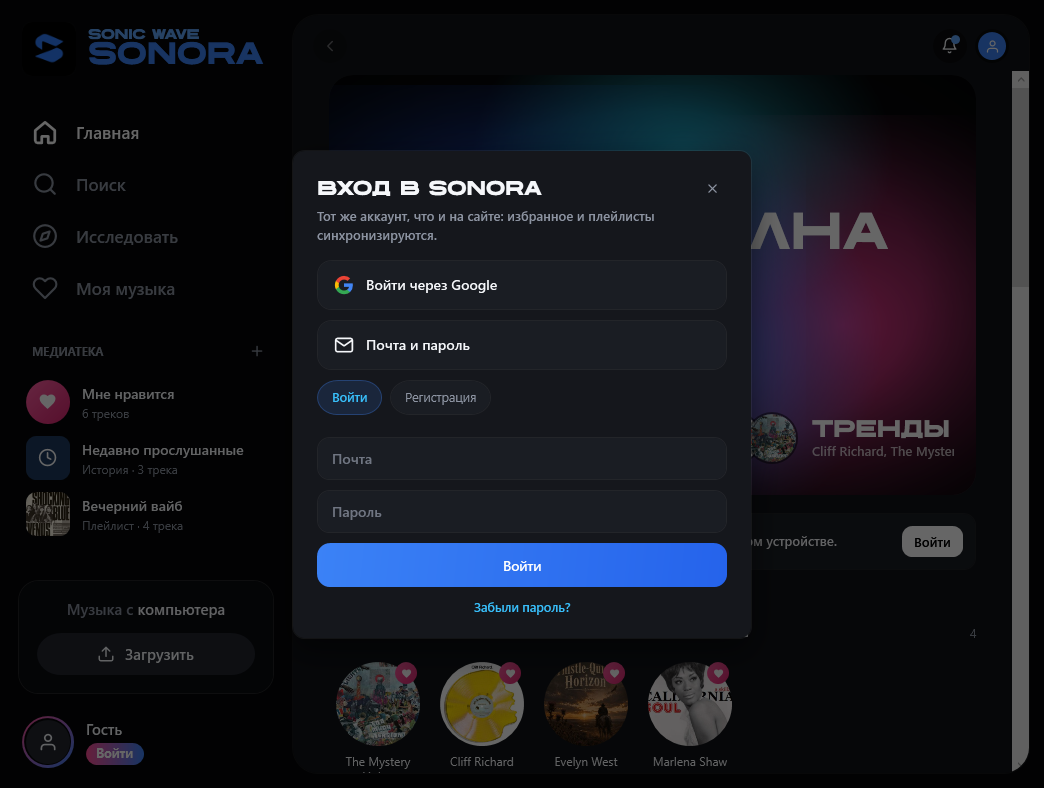 SONIC WAVE
SONORA
Главная
Поиск
Исследовать
Моя музыка
МЕДИАТЕКА
Мне нравится
6 треков
Недавно прослушанные
История · 3 трека
Вечерний вайб
Плейлист · 4 трека
Музыка с компьютера
Загрузить
Гость
Войти
ВХОД В SONORA
Тот же аккаунт, что и на сайте: избранное и плейлисты
синхронизируются.
Войти через Google
Почта и пароль
Войти
Регистрация
Почта
Пароль
Войти
Забыли пароль?
ЛНА
ТРЕНДЫ
Cliff Richard, The Myster
ом устройстве.
Войти
4
The Mystery
Cliff Richard
Evelyn West
Marlena Shaw
Horizon
CALIFORNIA
SOUL